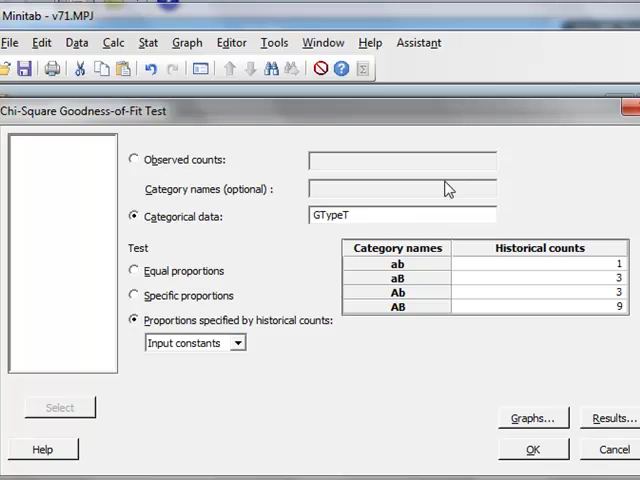 Minitab - v71.MPJ
File Edit Data Calc Stat Graph Editor Tools Window Help Assistant
Chi-Square Goodness-of-Fit Test
Observed counts:
Category names (optional) :
Categorical data: GTypeT
Test
Equal proportions
Specific proportions
Proportions specified by historical counts:
Input constants
Category names Historical counts
ab 1
aB 3
Ab 3
AB 9
Select
Graphs... Results...
Help OK Cancel